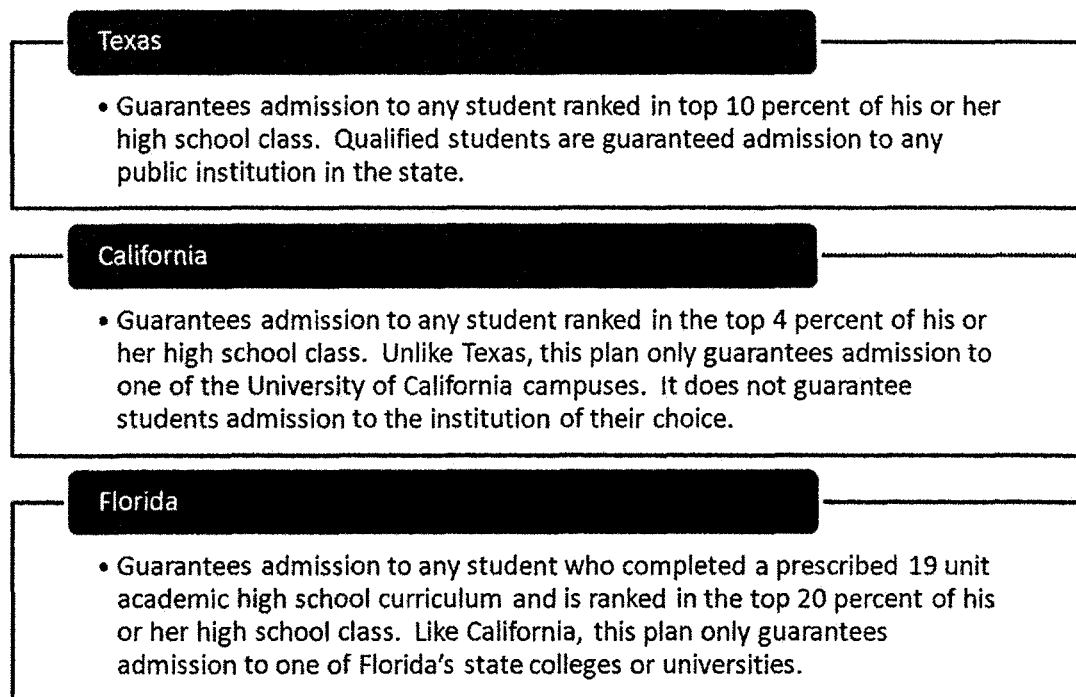 Texas
• Guarantees admission to any student ranked in top 10 percent of his or her
high school class. Qualified students are guaranteed admission to any
public institution in the state.
California
• Guarantees admission to any student ranked in the top 4 percent of his or
her high school class. Unlike Texas, this plan only guarantees admission to
one of the University of California campuses. It does not guarantee
students admission to the institution of their choice.
Florida
• Guarantees admission to any student who completed a prescribed 19 unit
academic high school curriculum and is ranked in the top 20 percent of his
or her high school class. Like California, this plan only guarantees
admission to one of Florida's state colleges or universities.